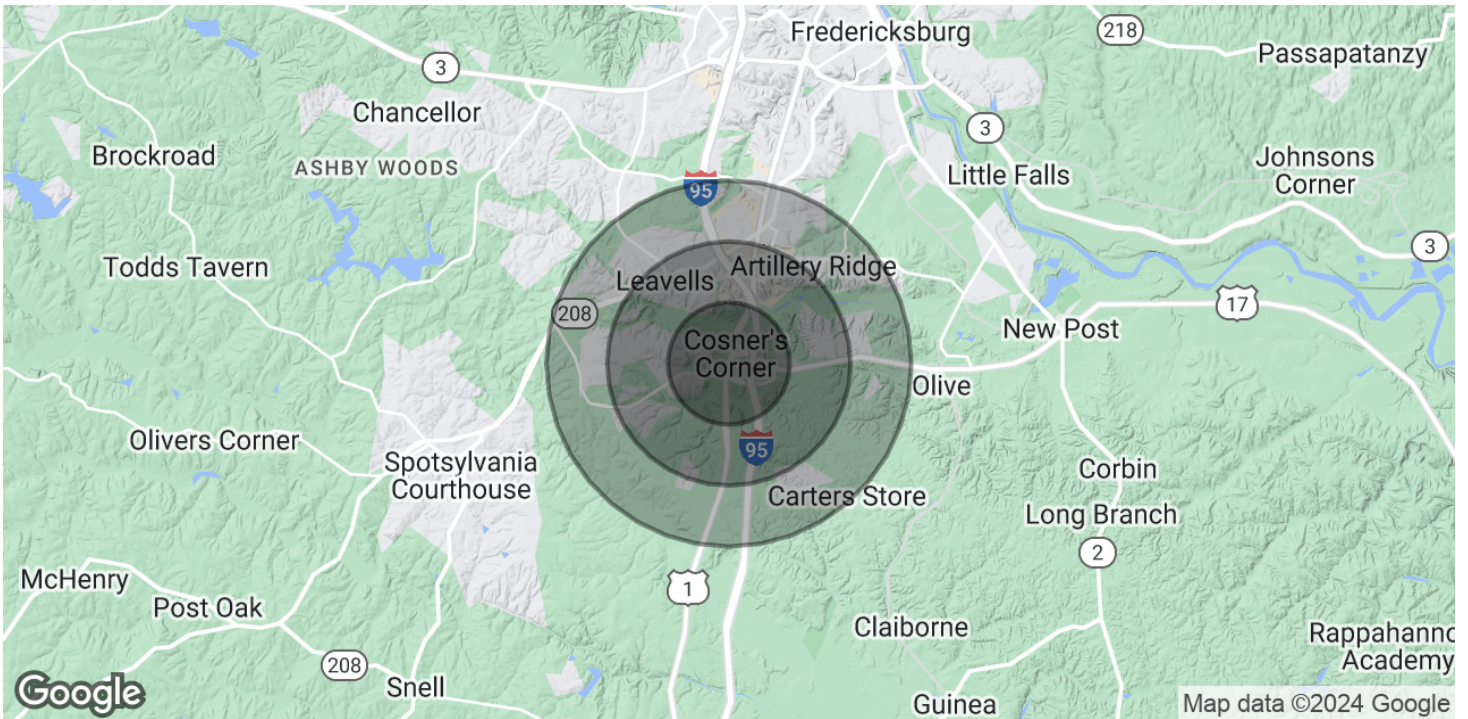 Fredericksburg
218
Passapatanzy
3
Chancellor
3
Brockroad
ASHBY WOODS
Johnsons
Corner
Little Falls
95
3
Todds Tavern
Leavells
Artillery Ridge
208
17
New Post
Cosner's
Corner
Olive
Olivers Corner
95
Spotsylvania
Courthouse
Corbin
Carters Store
Long Branch
2
McHenry
1
Post Oak
Claiborne
Rappahanno
Academy
208
Snell
Google
Guinea
Map data ©2024 Google